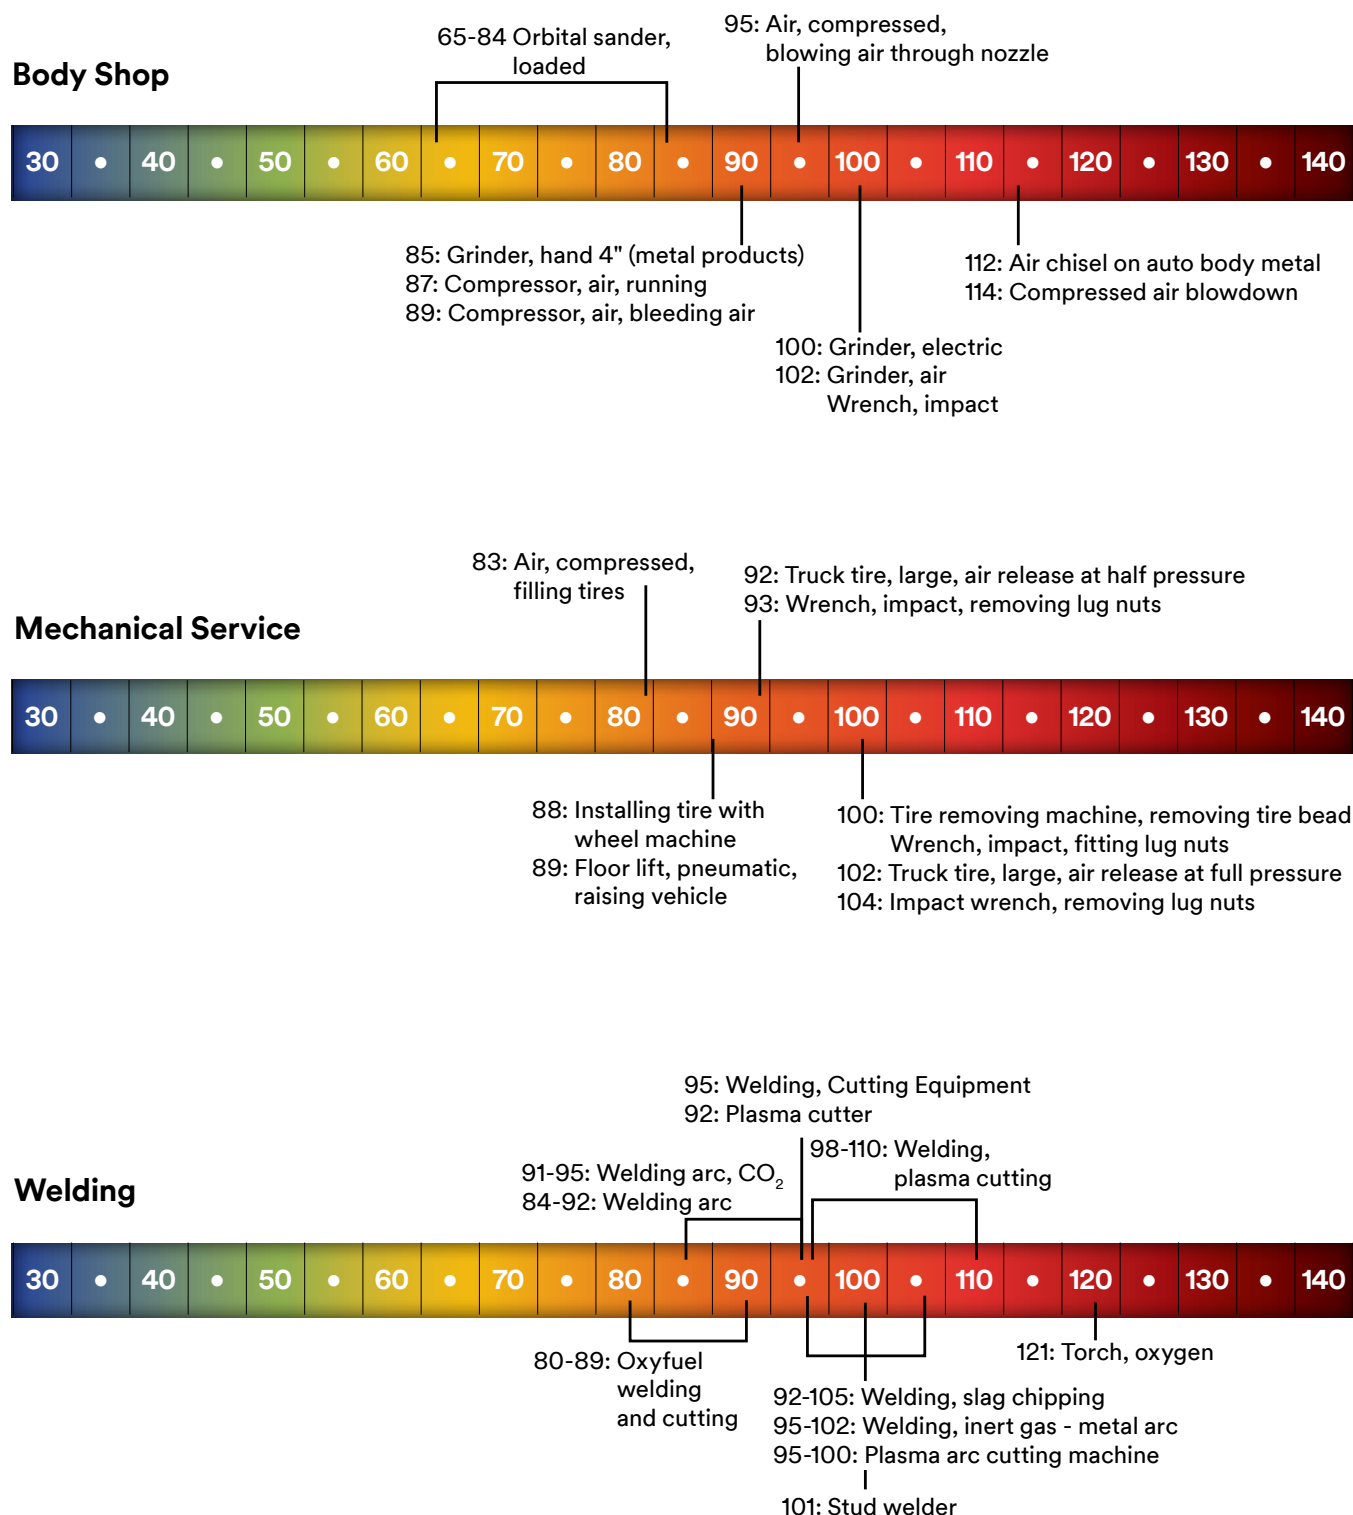 65-84 Orbital sander,
loaded
95: Air, compressed,
blowing air through nozzle
Body Shop
30 • 40 • 50 • 60 • 70 • 80 • 90 • 100 • 110 • 120 • 130 • 140
85: Grinder, hand 4" (metal products)
87: Compressor, air, running
89: Compressor, air, bleeding air
112: Air chisel on auto body metal
114: Compressed air blowdown
100: Grinder, electric
102: Grinder, air
Wrench, impact
83: Air, compressed,
filling tires
92: Truck tire, large, air release at half pressure
93: Wrench, impact, removing lug nuts
Mechanical Service
30 • 40 • 50 • 60 • 70 • 80 • 90 • 100 • 110 • 120 • 130 • 140
88: Installing tire with
wheel machine
89: Floor lift, pneumatic,
raising vehicle
100: Tire removing machine, removing tire bead
Wrench, impact, fitting lug nuts
102: Truck tire, large, air release at full pressure
104: Impact wrench, removing lug nuts
95: Welding, Cutting Equipment
92: Plasma cutter
98-110: Welding,
plasma cutting
91-95: Welding arc, CO₂
84-92: Welding arc
Welding
30 • 40 • 50 • 60 • 70 • 80 • 90 • 100 • 110 • 120 • 130 • 140
80-89: Oxyfuel
welding
and cutting
121: Torch, oxygen
92-105: Welding, slag chipping
95-102: Welding, inert gas - metal arc
95-100: Plasma arc cutting machine
101: Stud welder